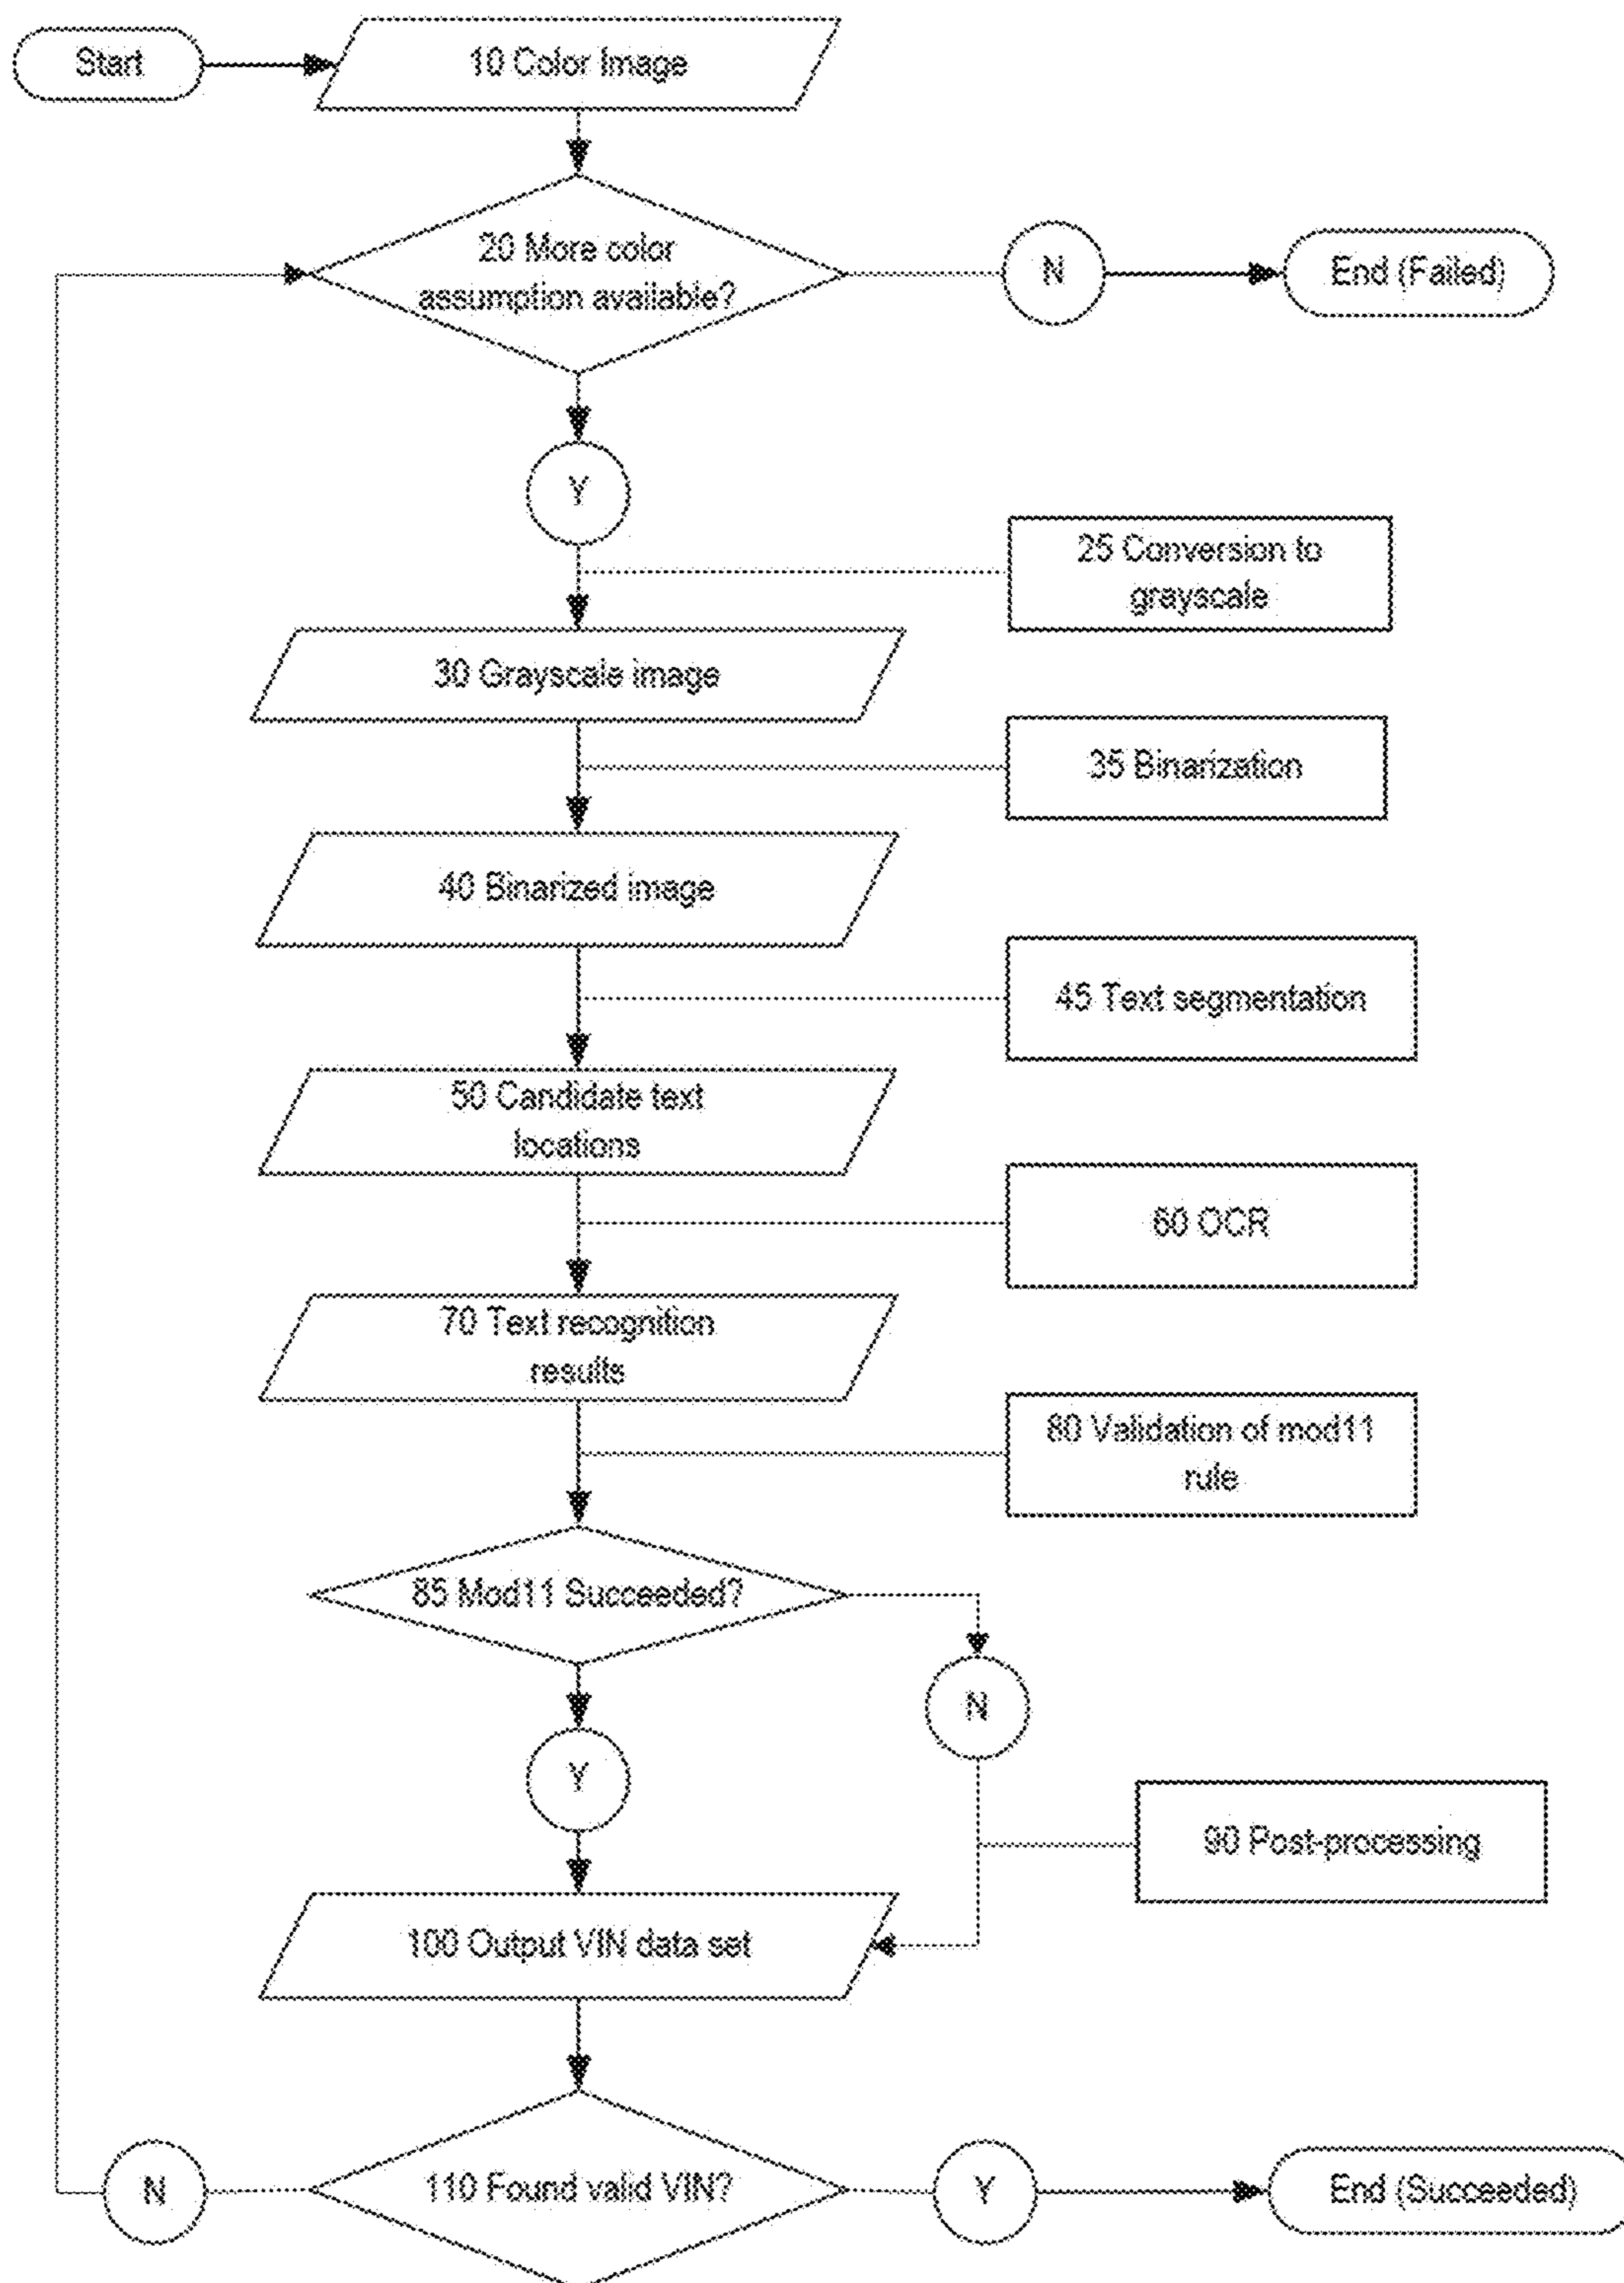 Start
10 Color Image
20 More color
assumption available?
N
End (Failed)
Y
25 Conversion to
grayscale
30 Grayscale image
35 Binarization
40 Binarized image
45 Text segmentation
50 Candidate text
locations
60 OCR
70 Text recognition
results
80 Validation of mod11
rule
85 Mod11 Succeeded?
N
Y
90 Post-processing
100 Output VIN data set
N
110 Found valid VIN?
Y
End (Succeeded)